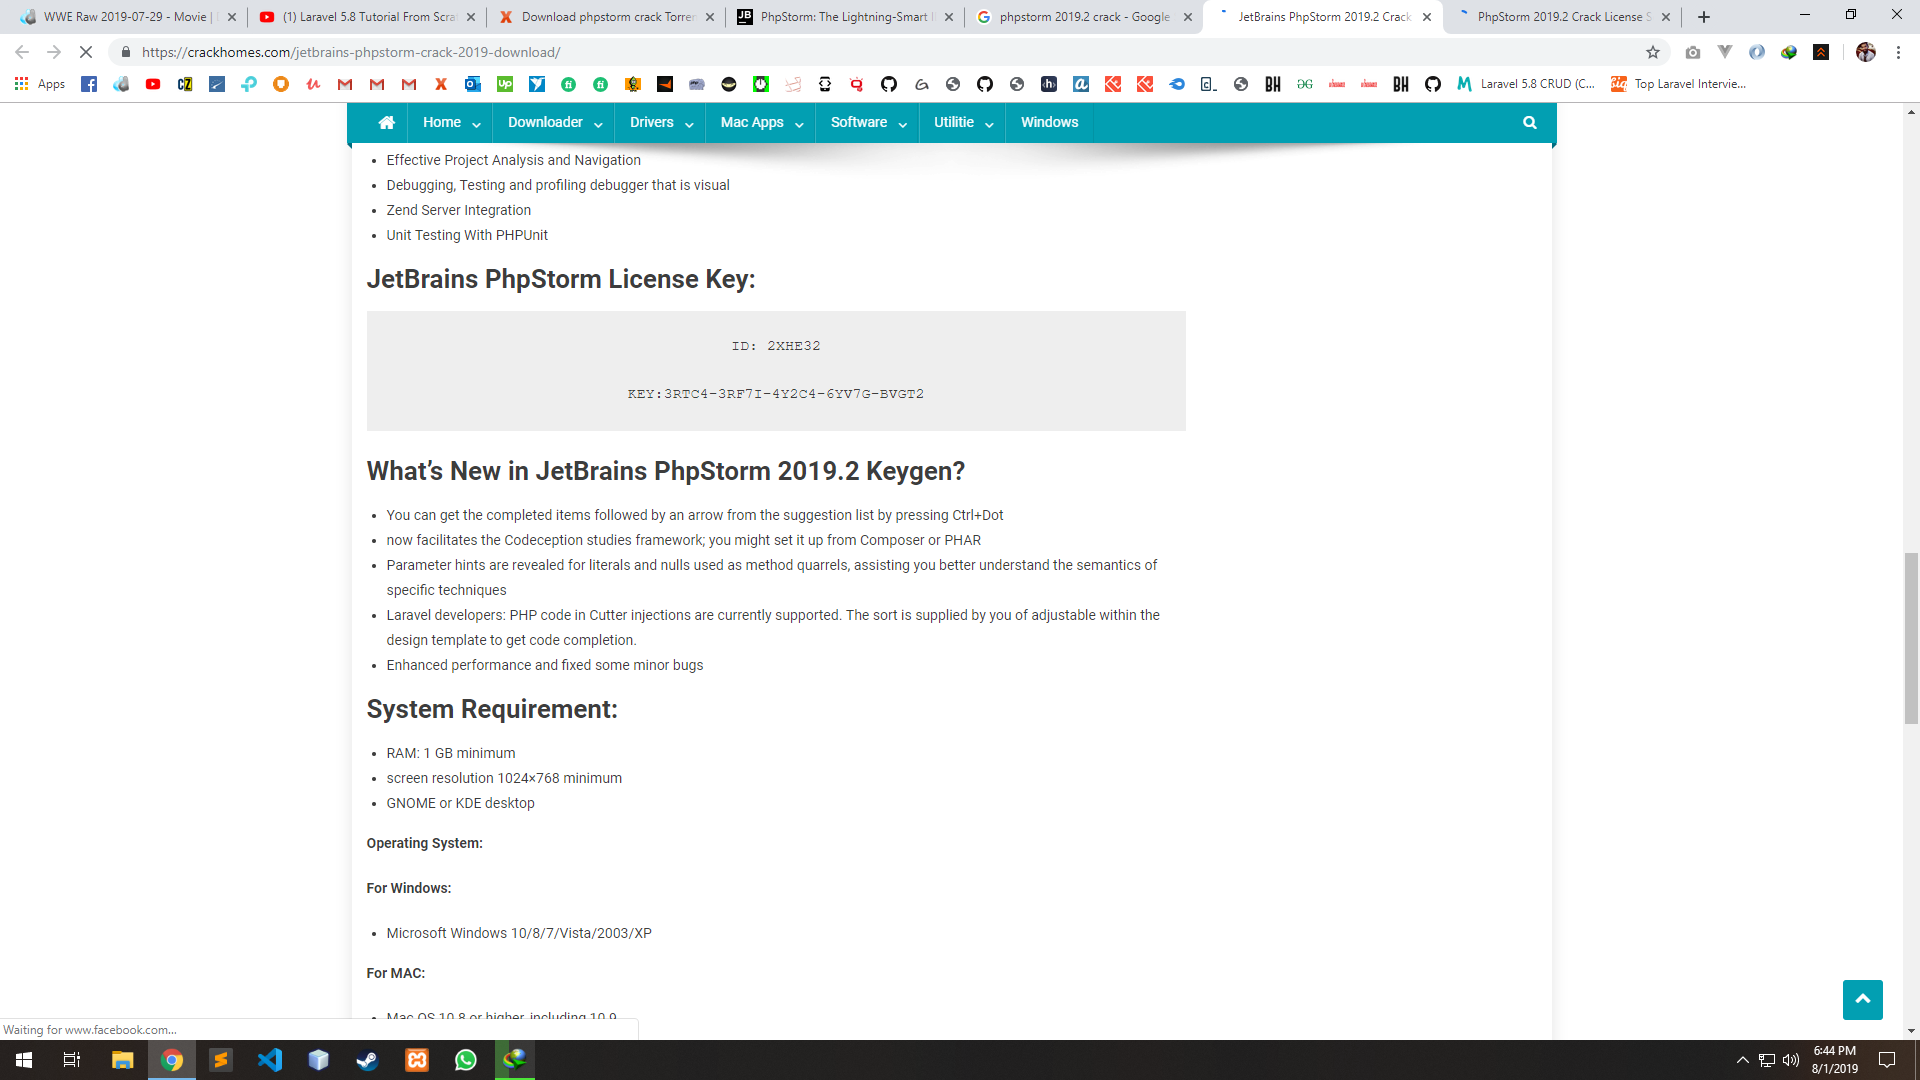 WWE Raw 2019-07-29 - Movie |
(1) Laravel 5.8 Tutorial From Scra
Download phpstorm crack Torren
PhpStorm: The Lightning-Smart I
phpstorm 2019.2 crack - Google
JetBrains PhpStorm 2019.2 Crack
PhpStorm 2019.2 Crack License S
https://crackhomes.com/jetbrains-phpstorm-crack-2019-download/
Apps
Laravel 5.8 CRUD (C...
Top Laravel Intervie...
Home
Downloader
Drivers
Mac Apps
Software
Utilitie
Windows
Effective Project Analysis and Navigation
Debugging, Testing and profiling debugger that is visual
Zend Server Integration
Unit Testing With PHPUnit
JetBrains PhpStorm License Key:
ID: 2XHE32
KEY:3RTC4-3RF7I-4Y2C4-6YV7G-BVGT2
What’s New in JetBrains PhpStorm 2019.2 Keygen?
You can get the completed items followed by an arrow from the suggestion list by pressing Ctrl+Dot
now facilitates the Codeception studies framework; you might set it up from Composer or PHAR
Parameter hints are revealed for literals and nulls used as method quarrels, assisting you better understand the semantics of
specific techniques
Laravel developers: PHP code in Cutter injections are currently supported. The sort is supplied by you of adjustable within the
design template to get code completion.
Enhanced performance and fixed some minor bugs
System Requirement:
RAM: 1 GB minimum
screen resolution 1024×768 minimum
GNOME or KDE desktop
Operating System:
For Windows:
Microsoft Windows 10/8/7/Vista/2003/XP
For MAC:
Mac OS 10.8 or higher, including 10.9
Waiting for www.facebook.com...
6:44 PM
8/1/2019